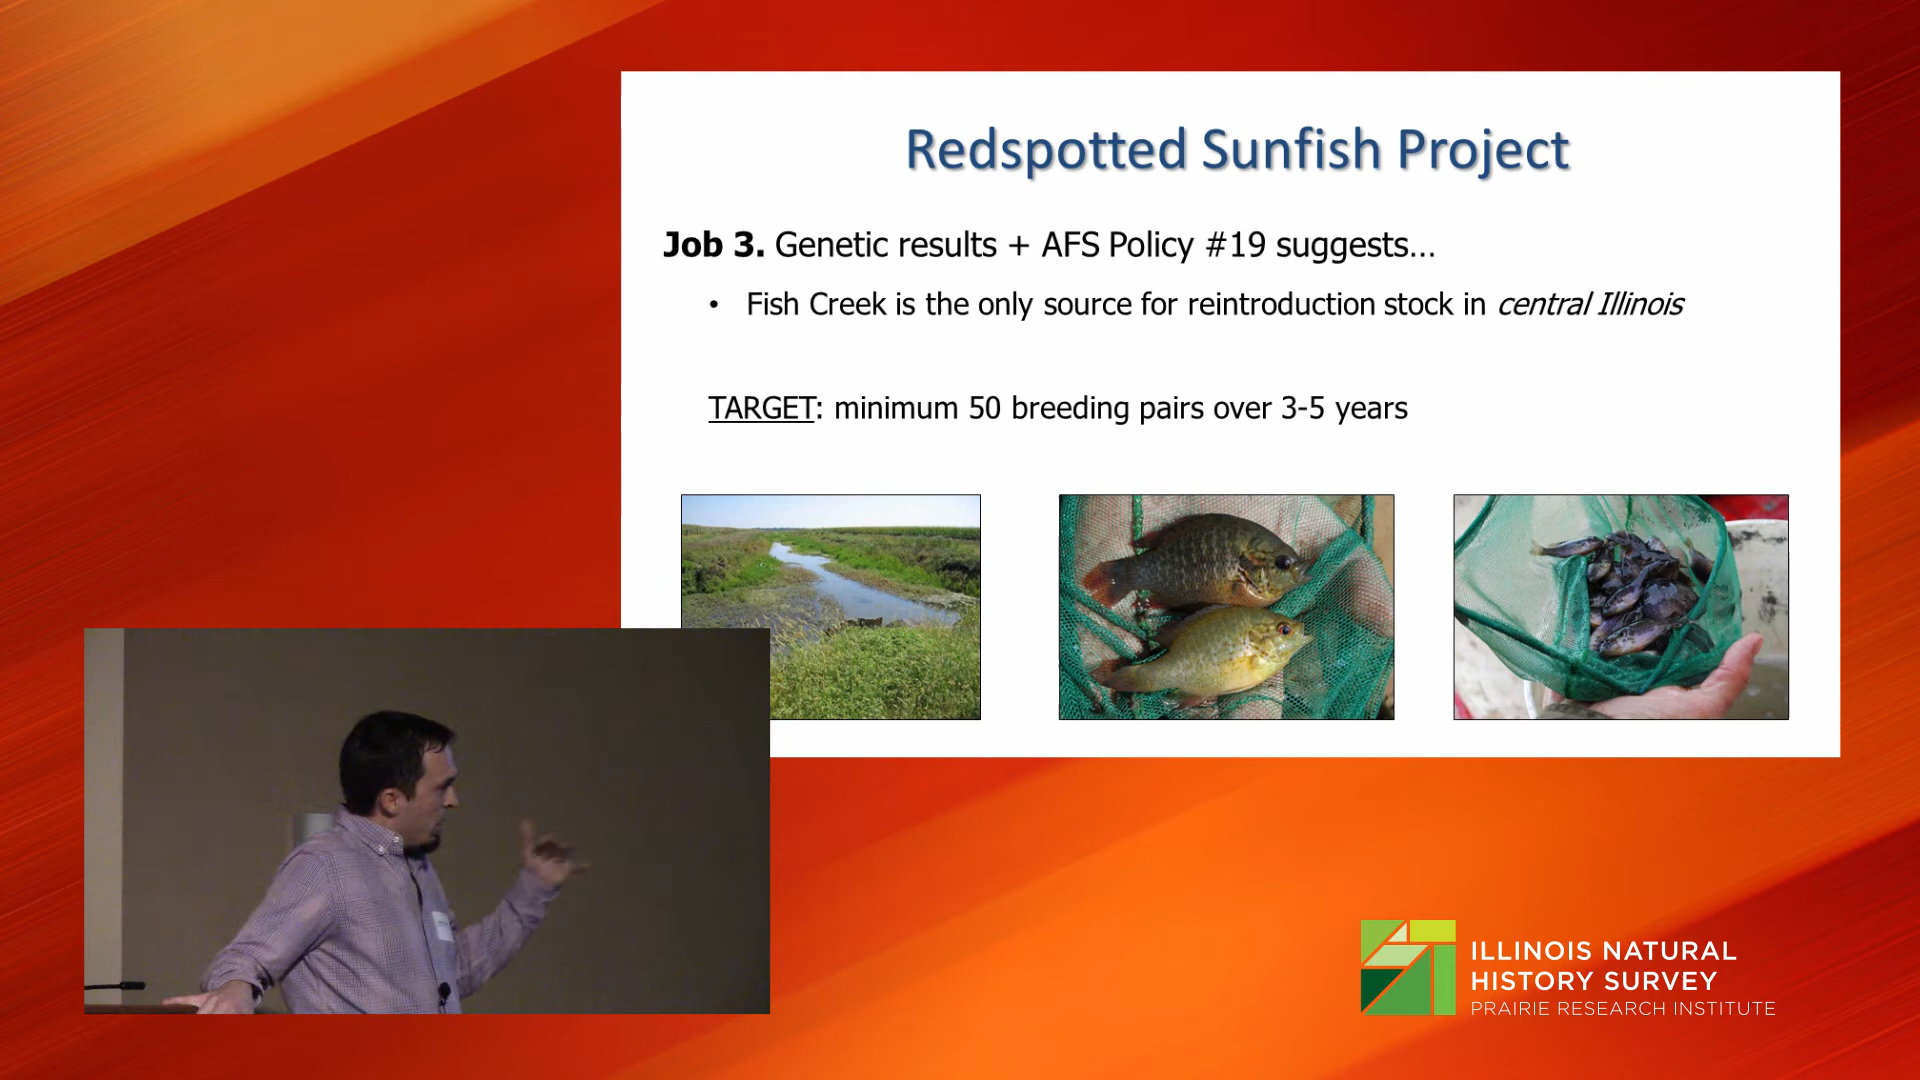 Redspotted Sunfish Project
Job 3. Genetic results + AFS Policy #19 suggests...
• Fish Creek is the only source for reintroduction stock in central Illinois
TARGET: minimum 50 breeding pairs over 3-5 years
ILLINOIS NATURAL
HISTORY SURVEY
PRAIRIE RESEARCH INSTITUTE